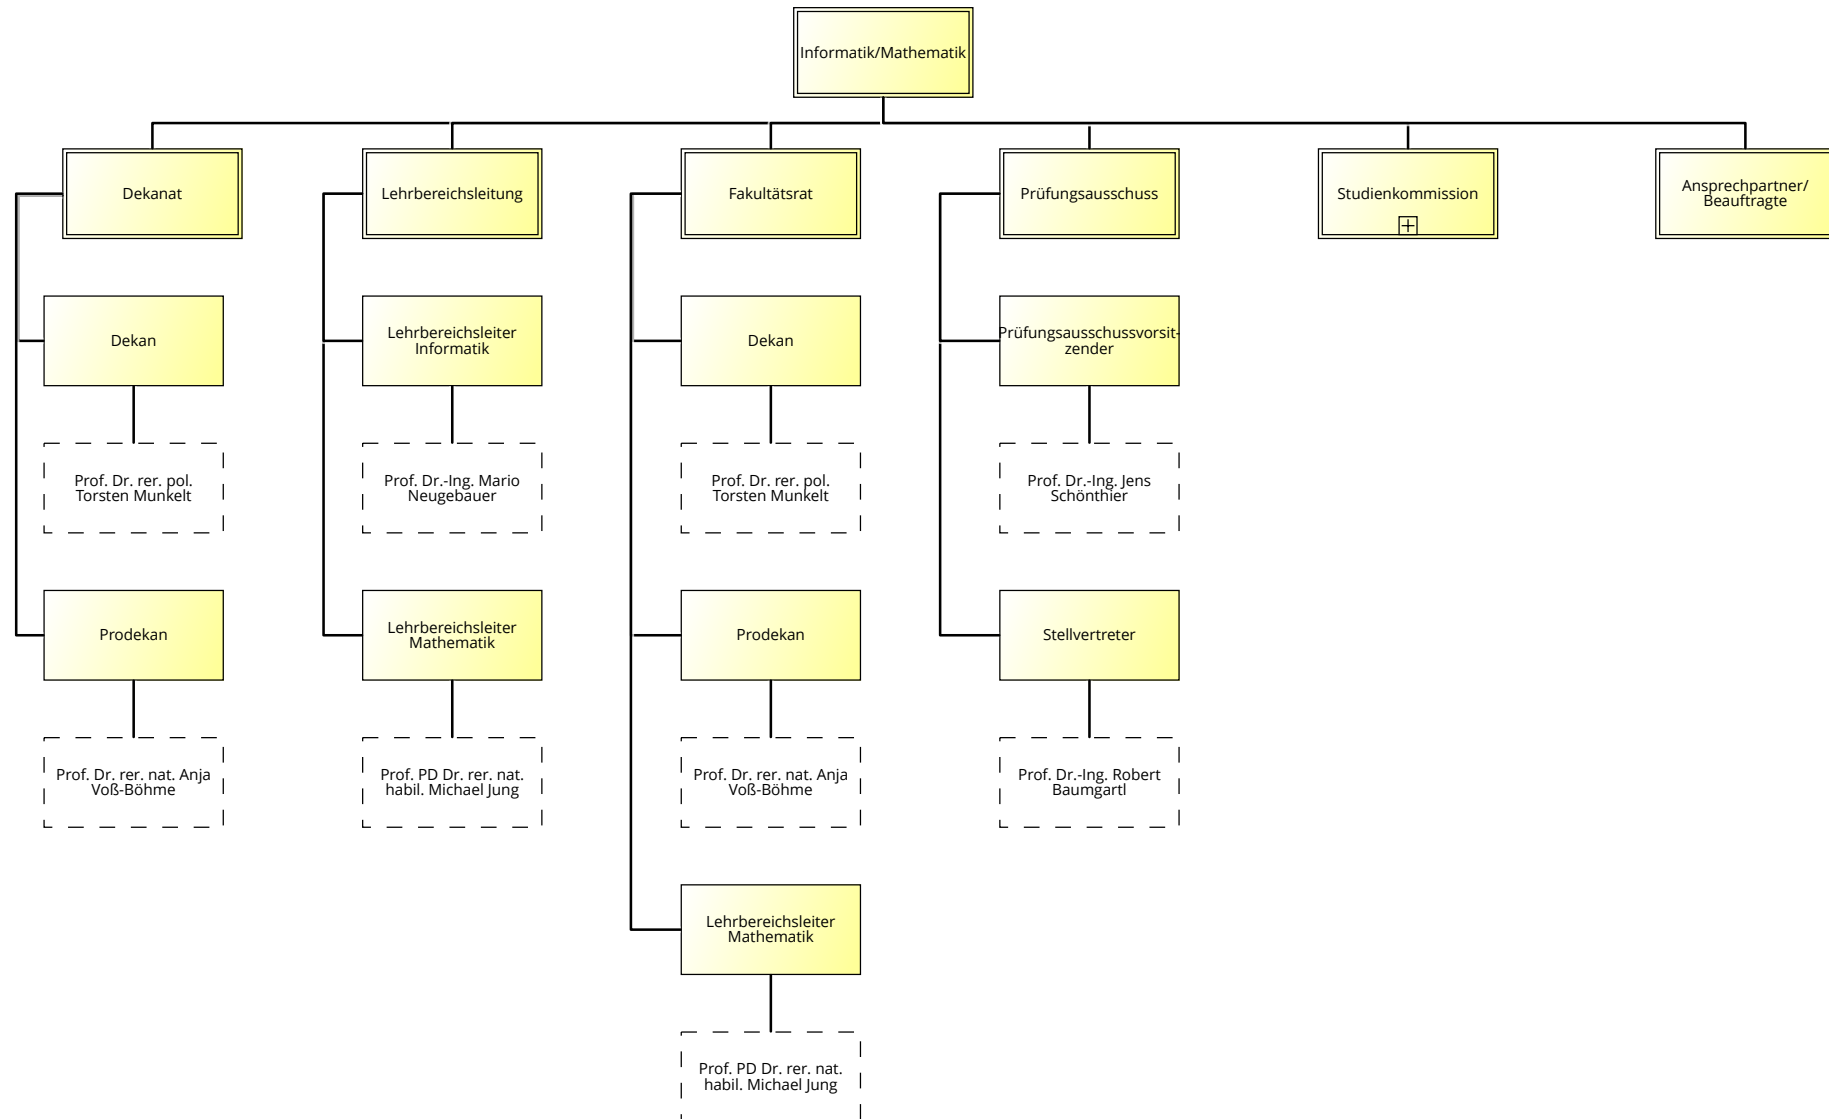 Informatik/Mathematik
Dekanat
Lehrbereichsleitung
Fakultätsrat
Prüfungsausschuss
Studienkommission
Ansprechpartner/
Beauftragte
Dekan
Lehrbereichsleiter
Informatik
Dekan
Prüfungsausschussvorsit-
zender
Prof. Dr. rer. pol.
Torsten Munkelt
Prof. Dr.-Ing. Mario
Neugebauer
Prof. Dr. rer. pol.
Torsten Munkelt
Prof. Dr.-Ing. Jens
Schönthier
Prodekan
Lehrbereichsleiter
Mathematik
Prodekan
Stellvertreter
Prof. Dr. rer. nat. Anja
Voß-Böhme
Prof. PD Dr. rer. nat.
habil. Michael Jung
Prof. Dr. rer. nat. Anja
Voß-Böhme
Prof. Dr.-Ing. Robert
Baumgartl
Lehrbereichsleiter
Mathematik
Prof. PD Dr. rer. nat.
habil. Michael Jung